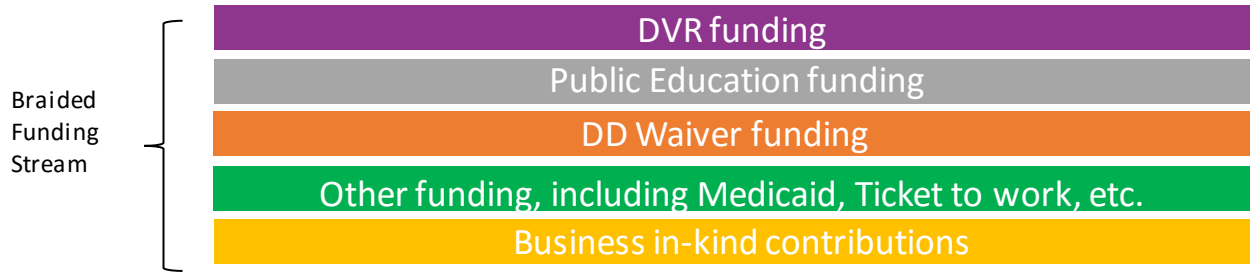 Braided
Funding
Stream
DVR funding
Public Education funding
DD Waiver funding
Other funding, including Medicaid, Ticket to work, etc.
Business in-kind contributions